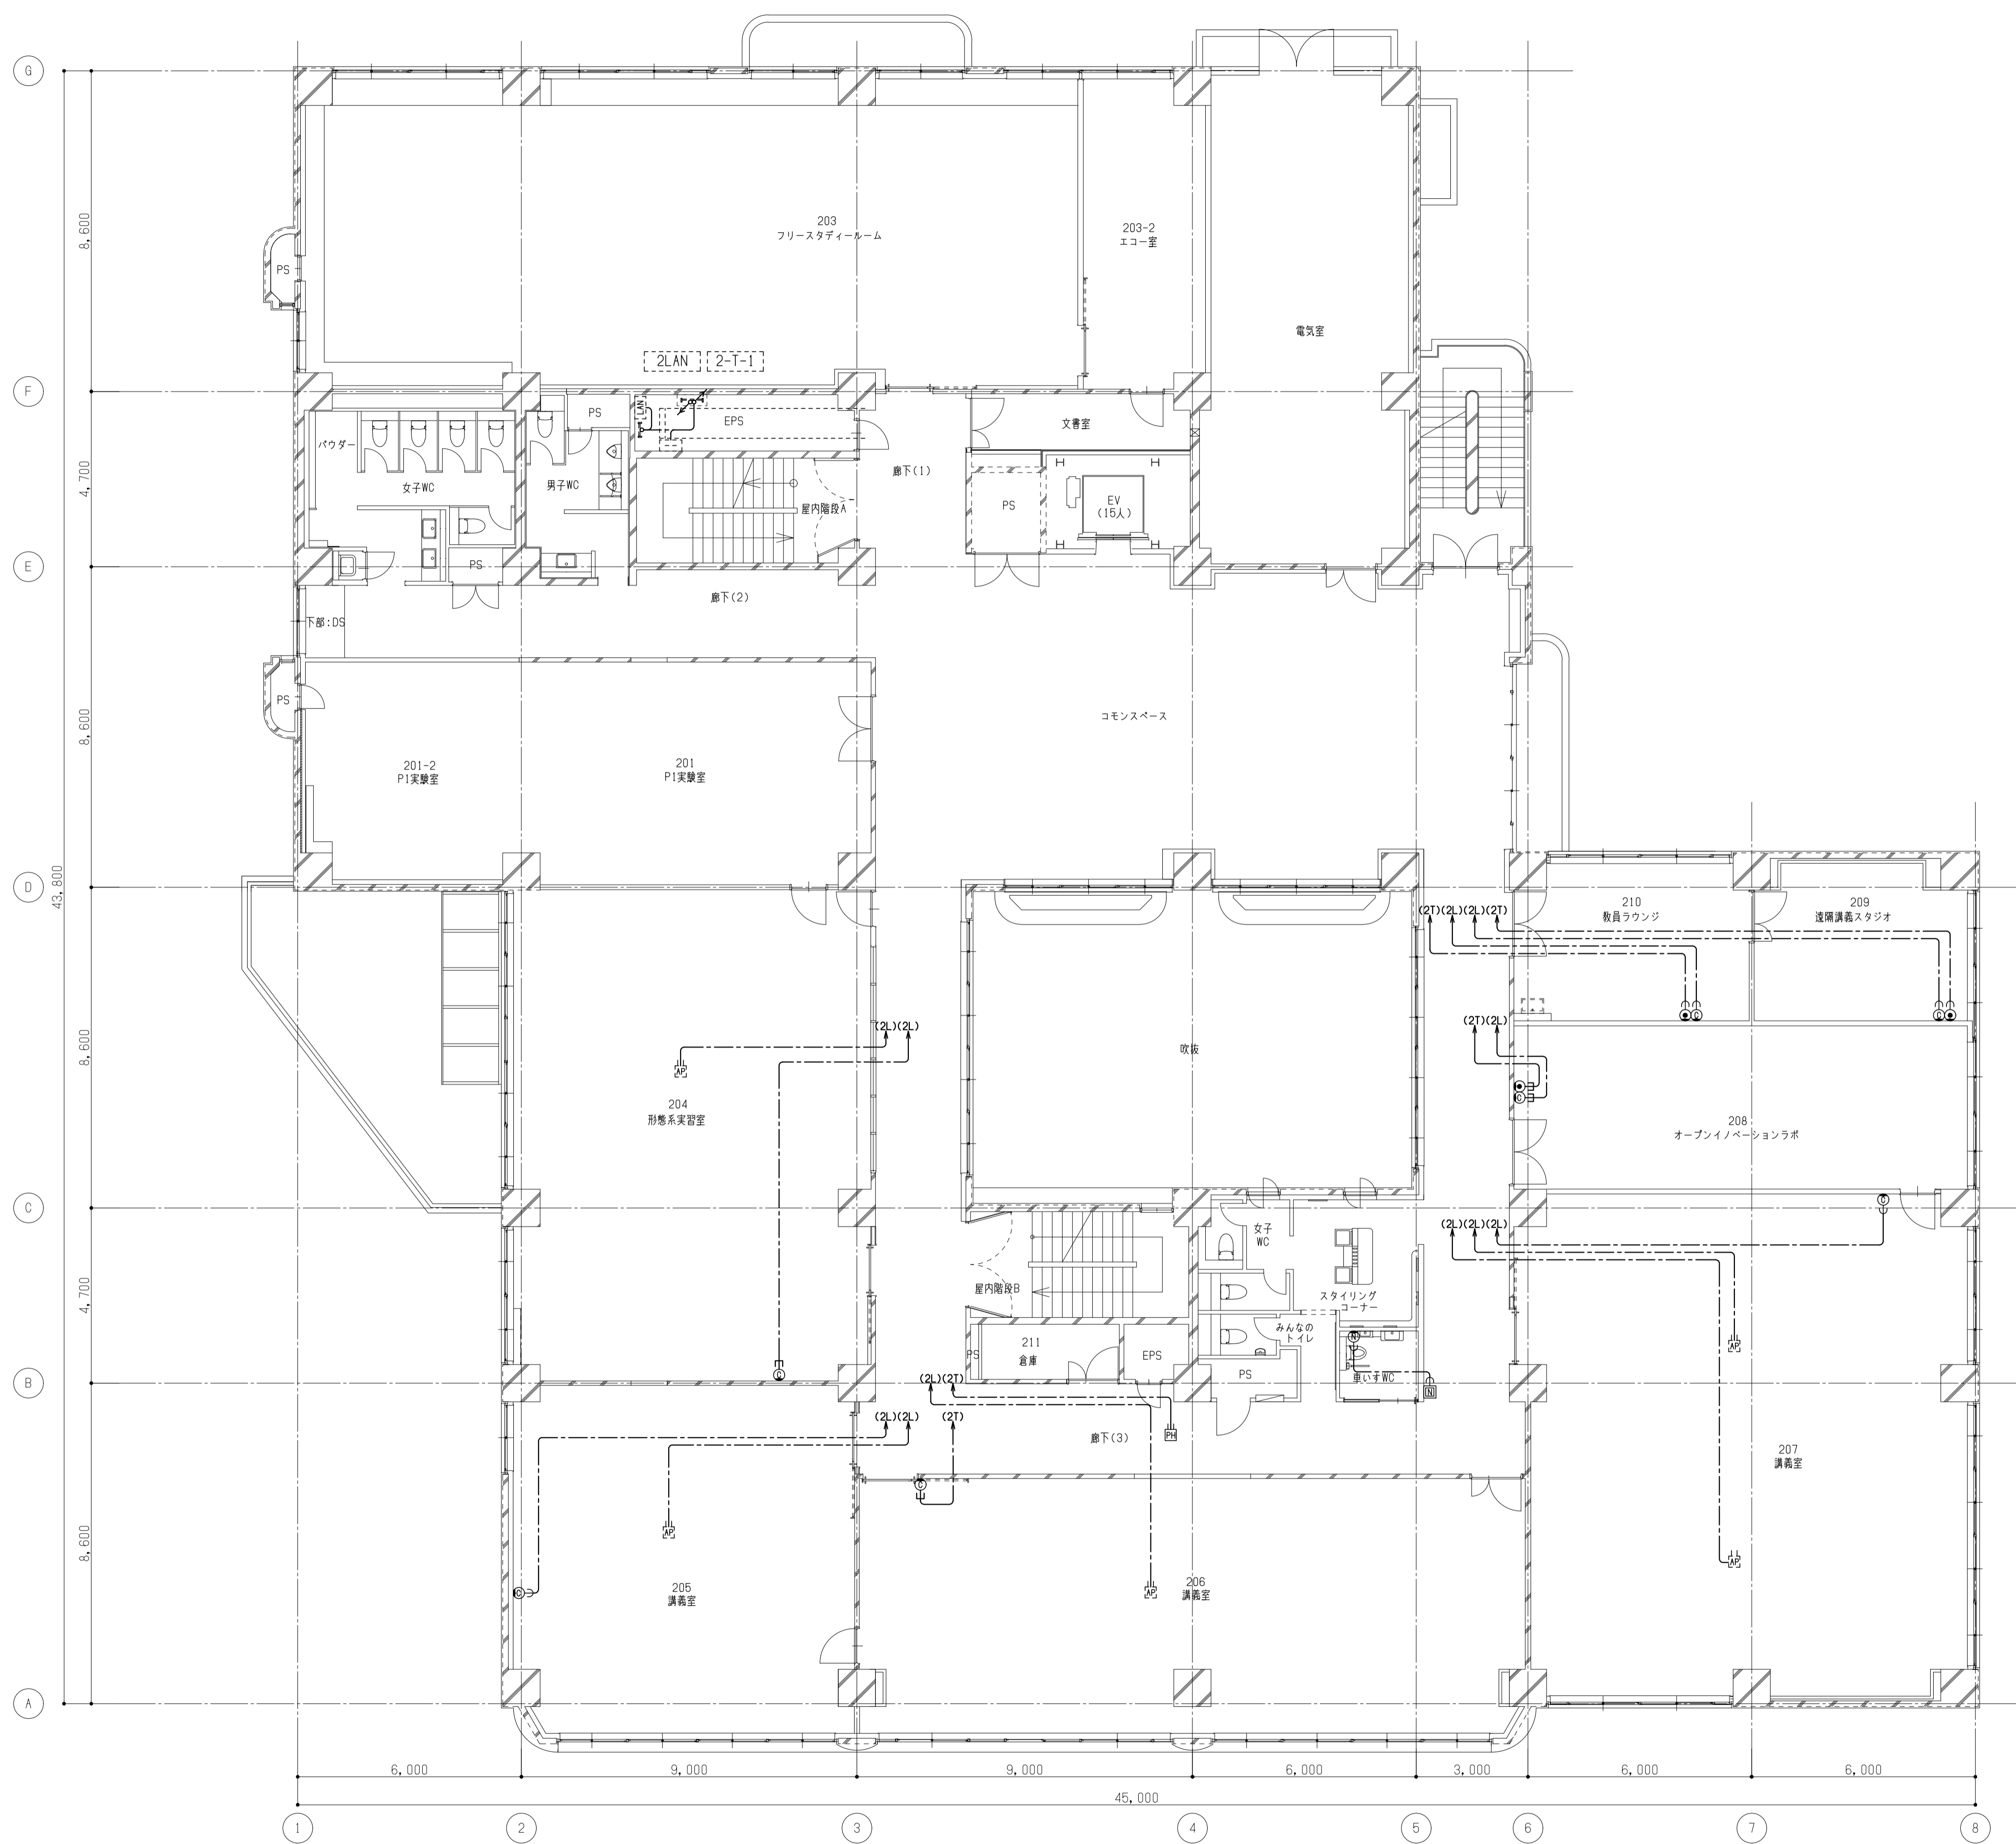 G
8,600
203
フリースタディールーム
203-2
エコー室
PS
電気室
2LAN
2-T-1
F
LAN
PS
EPS
文書室
パウダー
廊下(1)
4,700
女子WC
男子WC
EV
(15人)
屋内階段A
PS
E
PS
廊下(2)
下部:DS
PS
コモンスペース
8,600
201-2
P1実験室
201
P1実験室
43,800
D
210
教員ラウンジ
209
遠隔講義スタジオ
(2T)(2L)(2L)(2T)
C
C
(2L)(2L)
(2T)(2L)
8,600
吹抜
AP
C
204
形態系実習室
208
オープンイノベーションラボ
C
C
女子
WC
(2L)(2L)(2L)
4,700
屋内階段B
スタイリング
コーナー
みんなの
トイレ
211
倉庫
PS
EPS
N
AP
C
B
PS
車いすWC
N
(2L)(2T)
(2L)(2L)
(2T)
PH
廊下(3)
207
講義室
C
8,600
AP
AP
C
205
講義室
AP
206
講義室
A
6,000
9,000
9,000
6,000
3,000
6,000
6,000
45,000
1
2
3
4
5
6
7
8